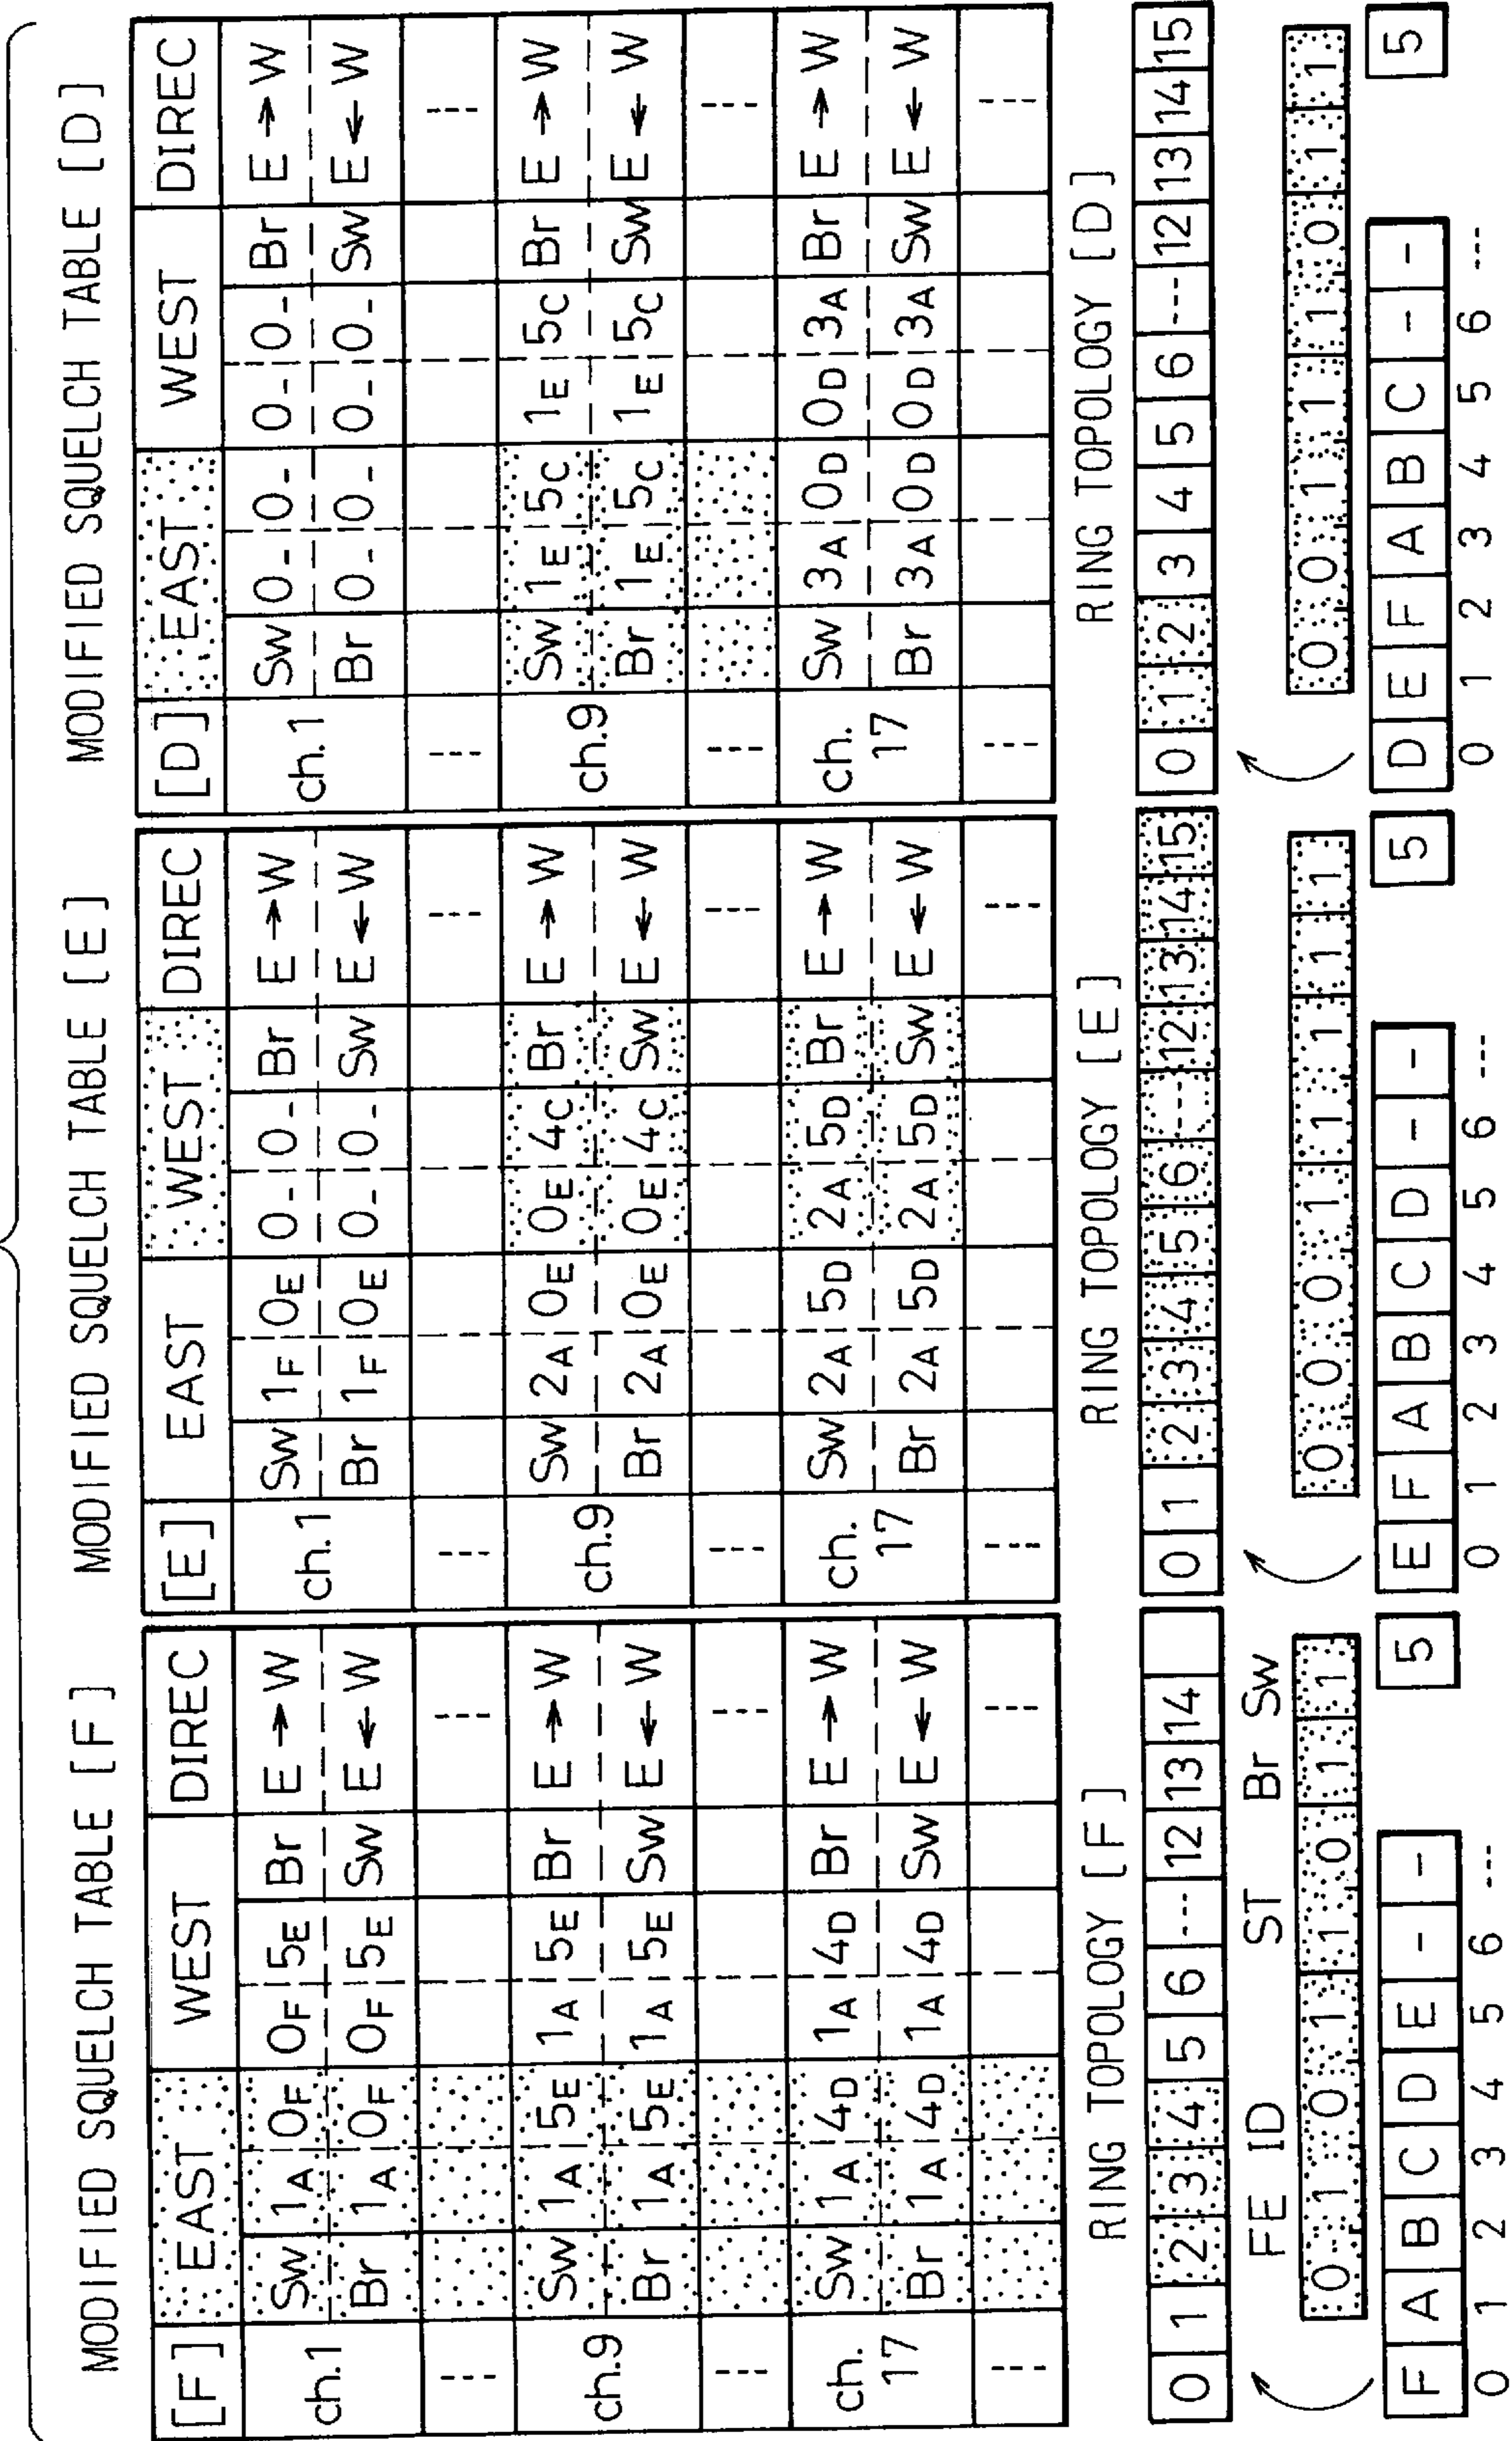 MODIFIED SQUELCH TABLE [F]
[F] EAST WEST DIREC
ch.1 Sw 1A 0F 0F 5E Br E→W
Br 1A 0F 0F 5E Sw E←W
--- ---
ch.9 Sw 1A 5E 1A 5E Br E→W
Br 1A 5E 1A 5E Sw E←W
--- ---
ch. 17 Sw 1A 4D 1A 4D Br E→W
Br 1A 4D 1A 4D Sw E←W
--- ---
RING TOPOLOGY [F]
0 1 2 3 4 5 6 --- 12 13 14
FE ID ST Br Sw
0 1 0 1 1 0 1 1
F A B C D E - - 5
0 1 2 3 4 5 6 ---
MODIFIED SQUELCH TABLE [E]
[E] EAST WEST DIREC
ch.1 Sw 1F 0E 0- 0- Br E→W
Br 1F 0E 0- 0- Sw E←W
--- ---
ch.9 Sw 2A 0E 0E 4C Br E→W
Br 2A 0E 0E 4C Sw E←W
--- ---
ch. 17 Sw 2A 5D 2A 5D Br E→W
Br 2A 5D 2A 5D Sw E←W
--- ---
RING TOPOLOGY [E]
0 1 2 3 4 5 6 --- 12 13 14 15
0 0 0 1 1 1 1 1
E F A B C D - - 5
0 1 2 3 4 5 6 ---
MODIFIED SQUELCH TABLE [D]
[D] EAST WEST DIREC
ch.1 Sw 0- 0- 0- 0- Br E→W
Br 0- 0- 0- 0- Sw E←W
--- ---
ch.9 Sw 1E 5C 1E 5C Br E→W
Br 1E 5C 1E 5C Sw E←W
--- ---
ch. 17 Sw 3A 0D 0D 3A Br E→W
Br 3A 0D 0D 3A Sw E←W
--- ---
RING TOPOLOGY [D]
0 1 2 3 4 5 6 --- 12 13 14 15
0 0 1 1 1 0 1 1
D E F A B C - - 5
0 1 2 3 4 5 6 ---